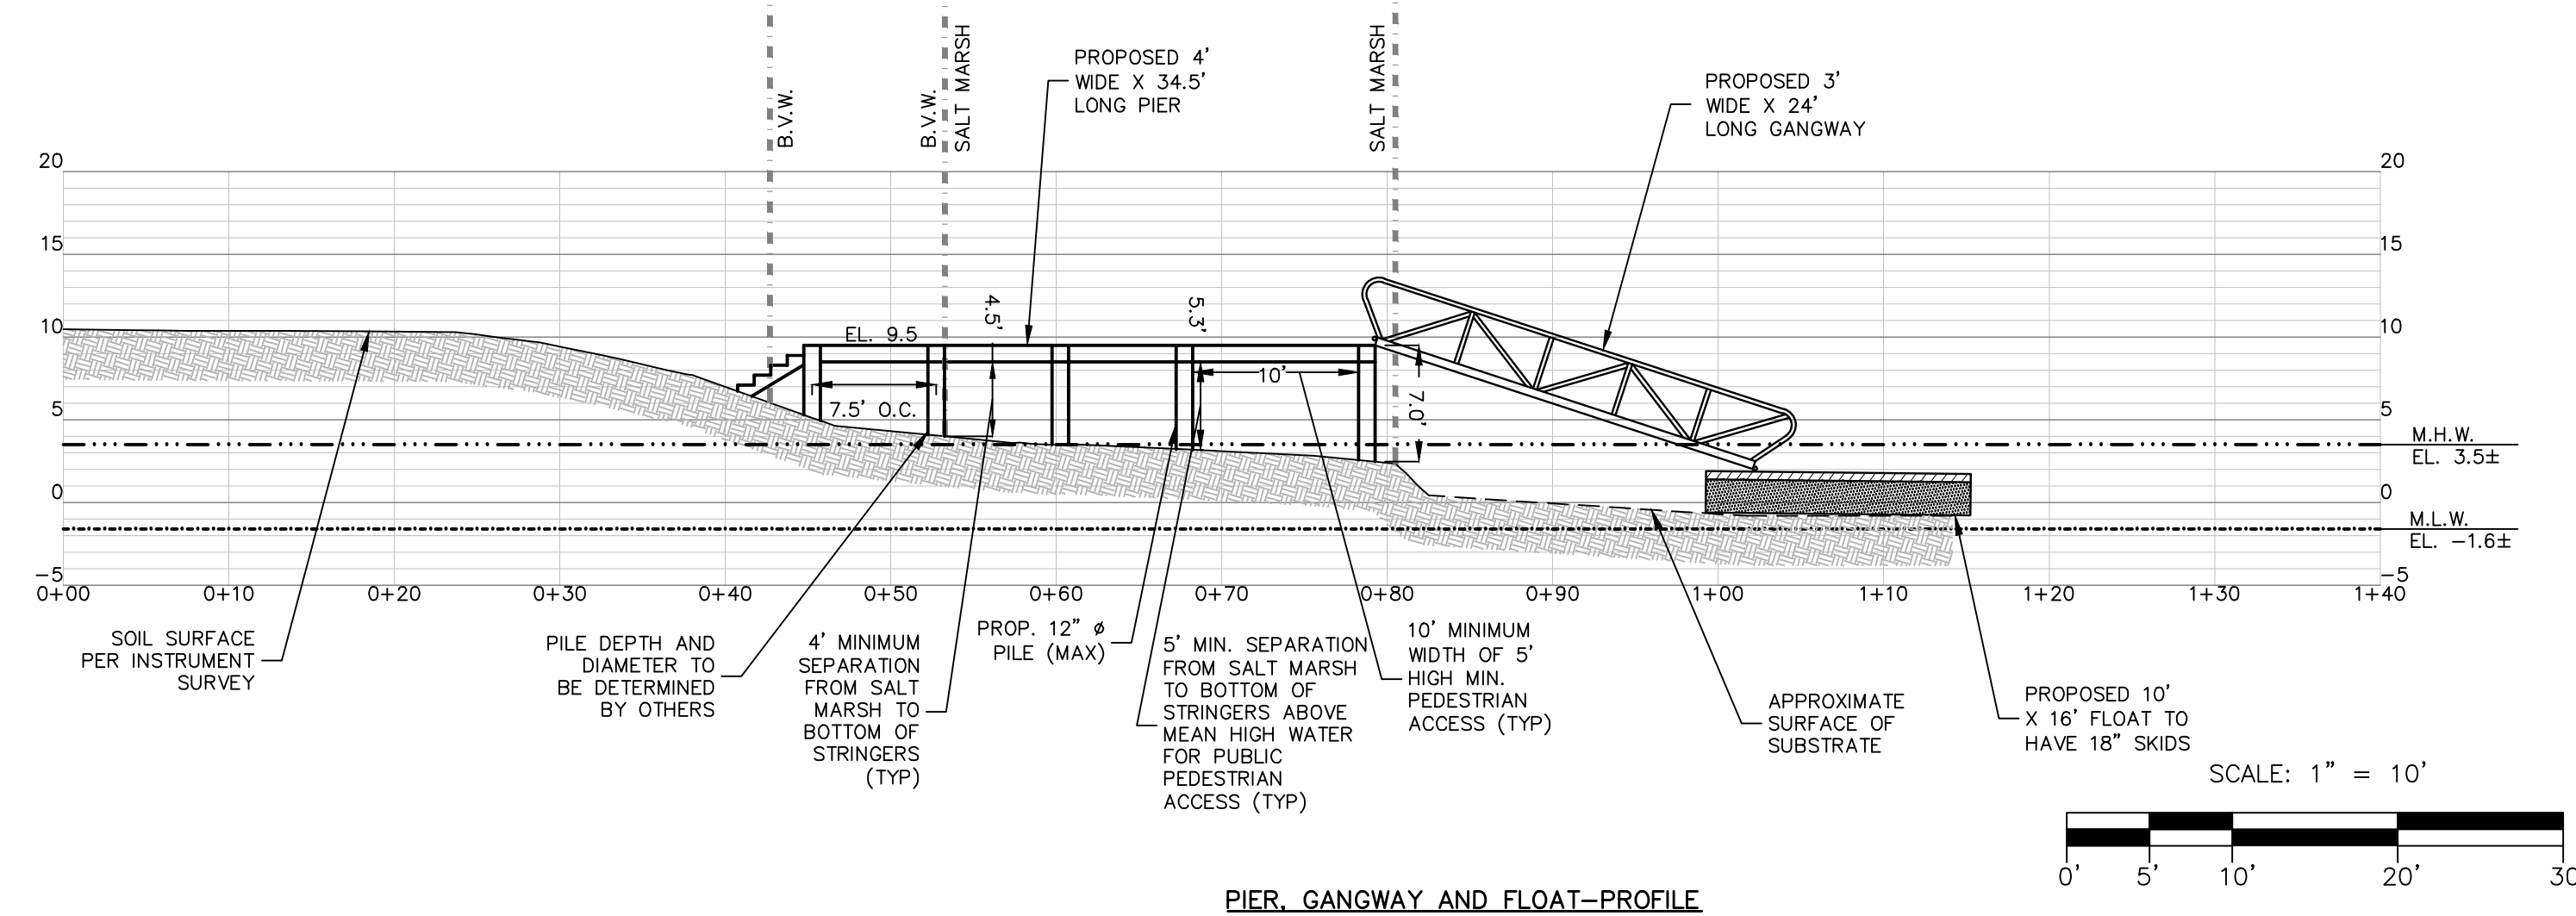 B.V.W.
B.V.W.
SALT MARSH
SALT MARSH
PROPOSED 4'
WIDE X 34.5'
LONG PIER
PROPOSED 3'
WIDE X 24'
LONG GANGWAY
20
15
10
5
0
-5
20
15
10
5
0
-5
EL. 9.5
4.5'
5.3'
10'
7.0'
7.5' O.C.
M.H.W.
EL. 3.5±
M.L.W.
EL. -1.6±
0+00
0+10
0+20
0+30
0+40
0+50
0+60
0+70
0+80
0+90
1+00
1+10
1+20
1+30
1+40
SOIL SURFACE
PER INSTRUMENT
SURVEY
PILE DEPTH AND
DIAMETER TO
BE DETERMINED
BY OTHERS
4' MINIMUM
SEPARATION
FROM SALT
MARSH TO
BOTTOM OF
STRINGERS
(TYP)
PROP. 12" ø
PILE (MAX)
5' MIN. SEPARATION
FROM SALT MARSH
TO BOTTOM OF
STRINGERS ABOVE
MEAN HIGH WATER
FOR PUBLIC
PEDESTRIAN
ACCESS (TYP)
10' MINIMUM
WIDTH OF 5'
HIGH MIN.
PEDESTRIAN
ACCESS (TYP)
APPROXIMATE
SURFACE OF
SUBSTRATE
PROPOSED 10'
X 16' FLOAT TO
HAVE 18" SKIDS
SCALE: 1" = 10'
0'
5'
10'
20'
30
PIER, GANGWAY AND FLOAT-PROFILE